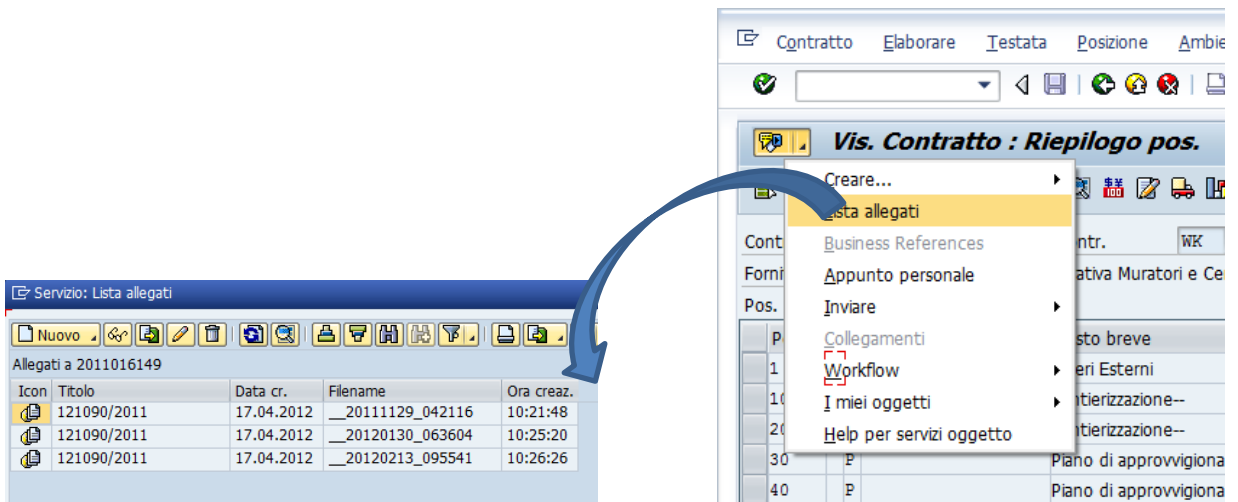 Contratto Elaborare Testata Posizione Ambie
Vis. Contratto : Riepilogo pos.
Creare...
Lista allegati
Business References
Appunto personale
Inviare
Collegamenti
Workflow
I miei oggetti
Help per servizi oggetto
Cont ntr. WK
Forni ativa Muratori e Ce
Pos.
P sto breve
1 eri Esterni
10 ntierizzazione--
20 ntierizzazione--
30 P Piano di approvvigiona
40 P Piano di approvvigiona
Servizio: Lista allegati
Nuovo
Allegati a 2011016149
Icon Titolo Data cr. Filename Ora creaz.
121090/2011 17.04.2012 __20111129_042116 10:21:48
121090/2011 17.04.2012 __20120130_063604 10:25:20
121090/2011 17.04.2012 __20120213_095541 10:26:26